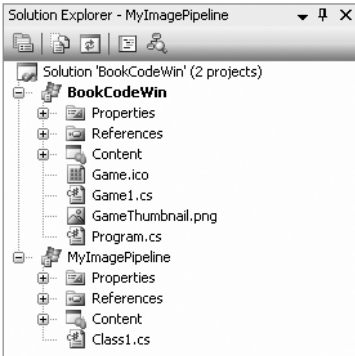 Solution Explorer - MyImagePipeline
Solution 'BookCodeWin' (2 projects)
BookCodeWin
Properties
References
Content
Game.ico
Game1.cs
GameThumbnail.png
Program.cs
MyImagePipeline
Properties
References
Content
Class1.cs